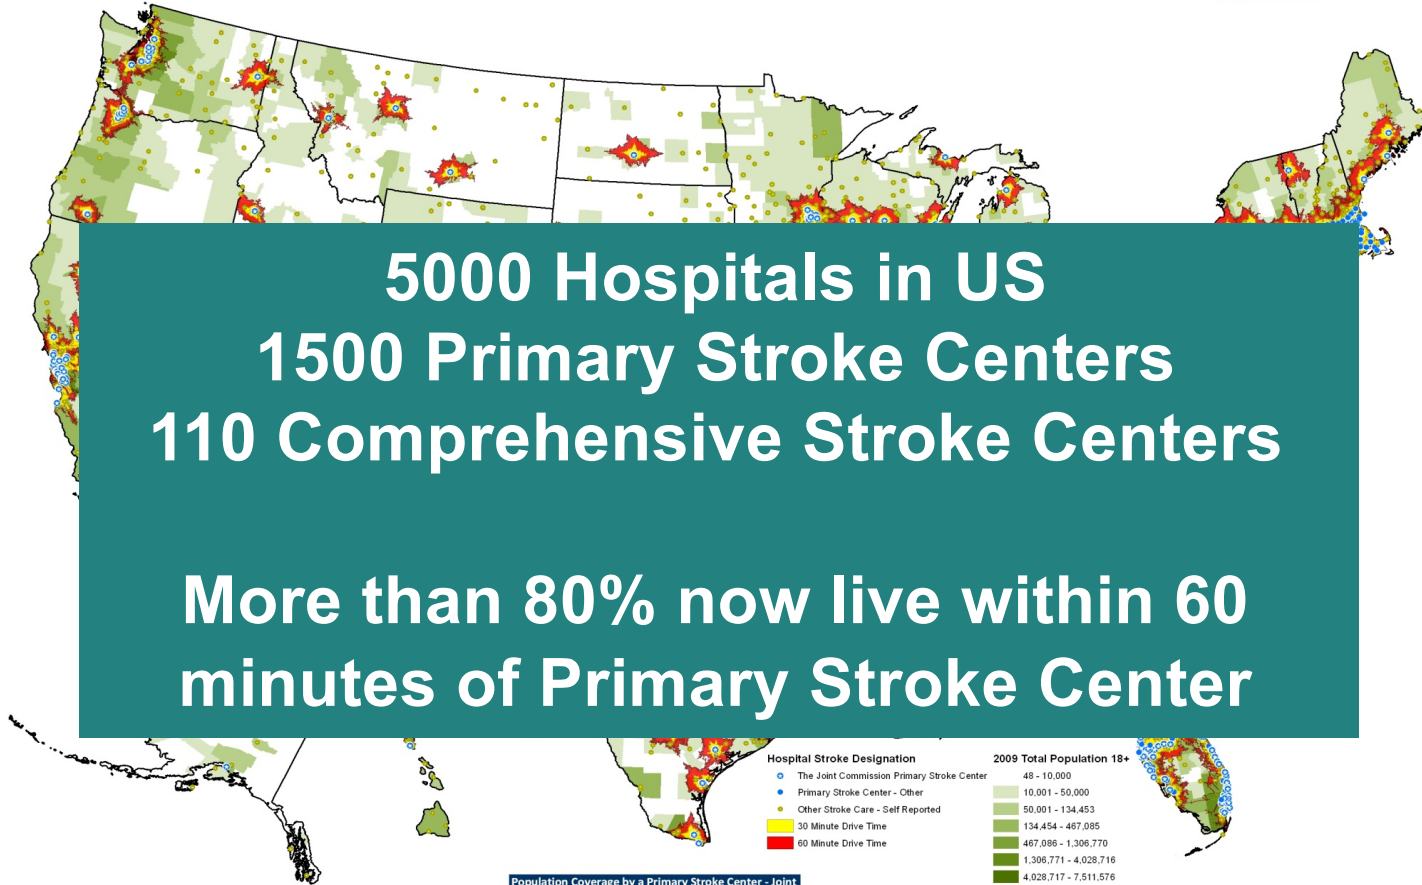 5000 Hospitals in US
1500 Primary Stroke Centers
110 Comprehensive Stroke Centers
More than 80% now live within 60
minutes of Primary Stroke Center
Hospital Stroke Designation
The Joint Commission Primary Stroke Center
Primary Stroke Center - Other
Other Stroke Care - Self Reported
30 Minute Drive Time
60 Minute Drive Time
2009 Total Population 18+
48 - 10,000
10,001 - 50,000
50,001 - 134,453
134,454 - 467,085
467,086 - 1,306,770
1,306,771 - 4,028,716
4,028,717 - 7,511,576
Population Coverage by a Primary Stroke Center - Joint